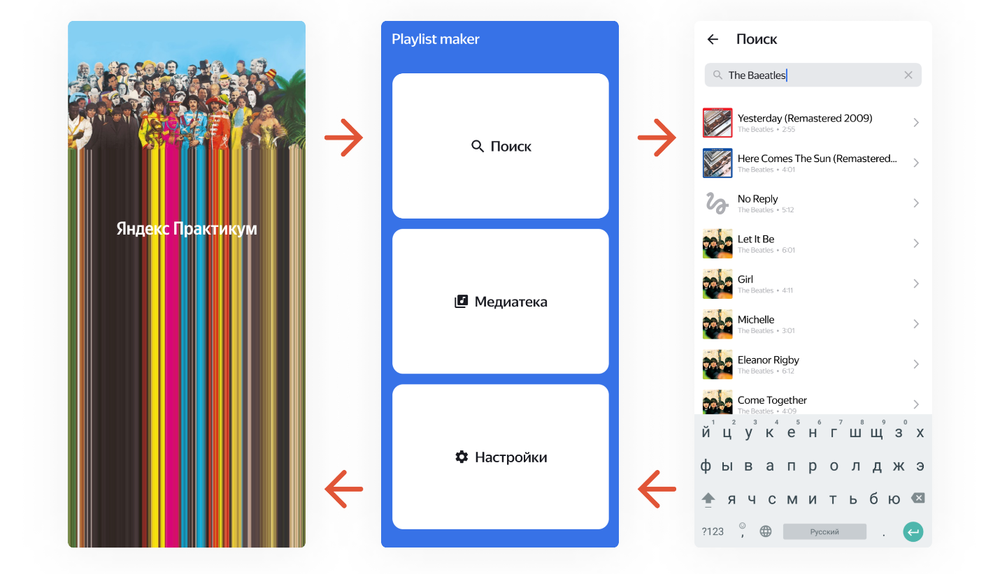 Яндекс Практикум
Playlist maker
Поиск
Медиатека
Настройки
Поиск
The Baeatles
Yesterday (Remastered 2009)
The Beatles • 2:55
Here Comes The Sun (Remastered...
The Beatles • 4:01
No Reply
The Beatles • 5:12
Let It Be
The Beatles • 6:01
Girl
The Beatles • 4:11
Michelle
The Beatles • 3:01
Eleanor Rigby
The Beatles • 6:12
Come Together
The Beatles • 4:09
1 2 3 4 5 6 7 8 9 0
й ц у к е н г ш щ з х
ф ы в а п р о л д ж э
я ч с м и т ь б ю
?123 , Русский .